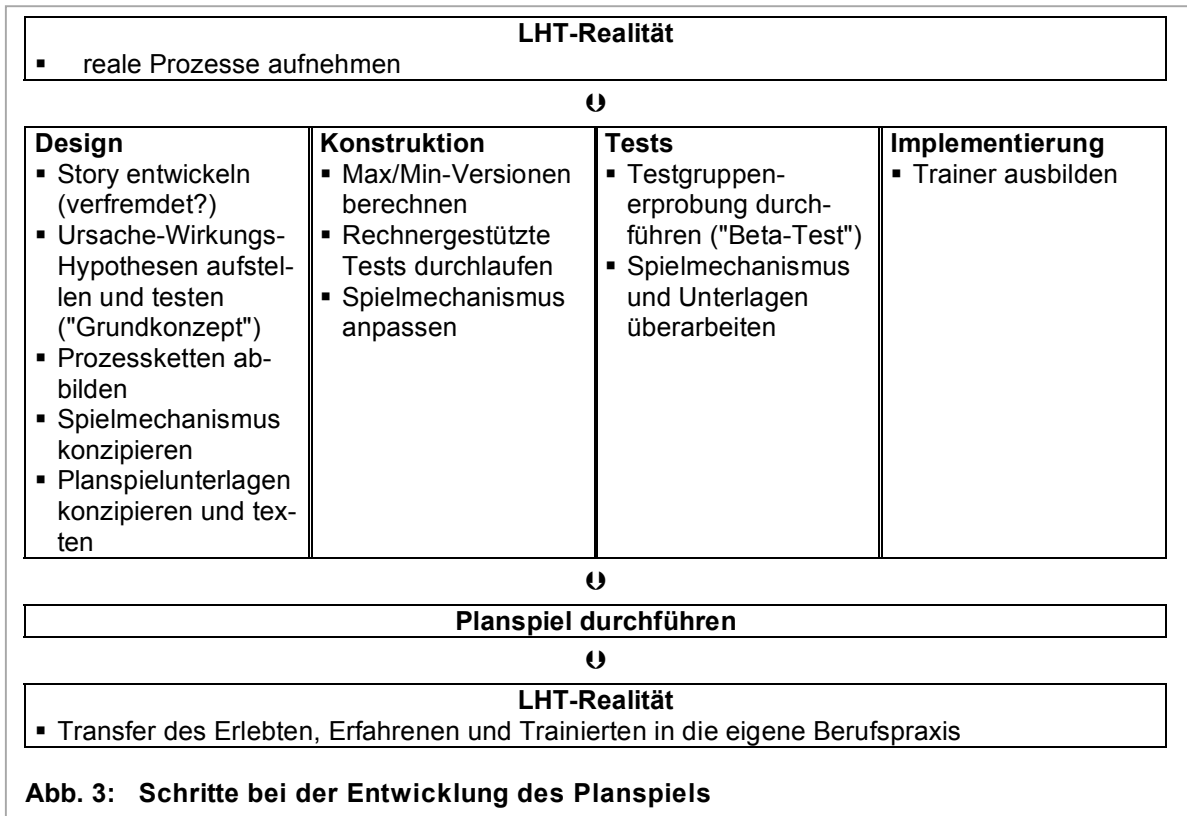 LHT-Realität
▪ reale Prozesse aufnehmen
Design
▪ Story entwickeln
(verfremdet?)
▪ Ursache-Wirkungs-
Hypothesen aufstel-
len und testen
("Grundkonzept")
▪ Prozessketten ab-
bilden
▪ Spielmechanismus
konzipieren
▪ Planspielunterlagen
konzipieren und tex-
ten
Konstruktion
▪ Max/Min-Versionen
berechnen
▪ Rechnergestützte
Tests durchlaufen
▪ Spielmechanismus
anpassen
Tests
▪ Testgruppen-
erprobung durch-
führen ("Beta-Test")
▪ Spielmechanismus
und Unterlagen
überarbeiten
Implementierung
▪ Trainer ausbilden
Planspiel durchführen
LHT-Realität
▪ Transfer des Erlebten, Erfahrenen und Trainierten in die eigene Berufspraxis
Abb. 3: Schritte bei der Entwicklung des Planspiels